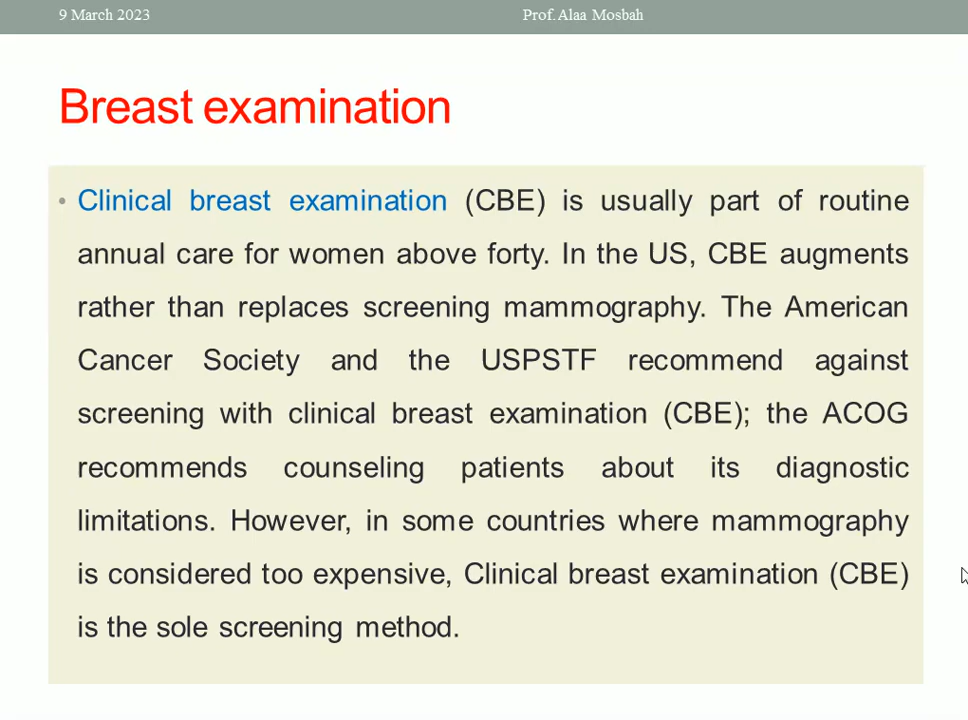 9 March 2023
Prof. Alaa Mosbah
Breast examination
• Clinical breast examination (CBE) is usually part of routine
annual care for women above forty. In the US, CBE augments
rather than replaces screening mammography. The American
Cancer Society and the USPSTF recommend against
screening with clinical breast examination (CBE); the ACOG
recommends counseling patients about its diagnostic
limitations. However, in some countries where mammography
is considered too expensive, Clinical breast examination (CBE)
is the sole screening method.